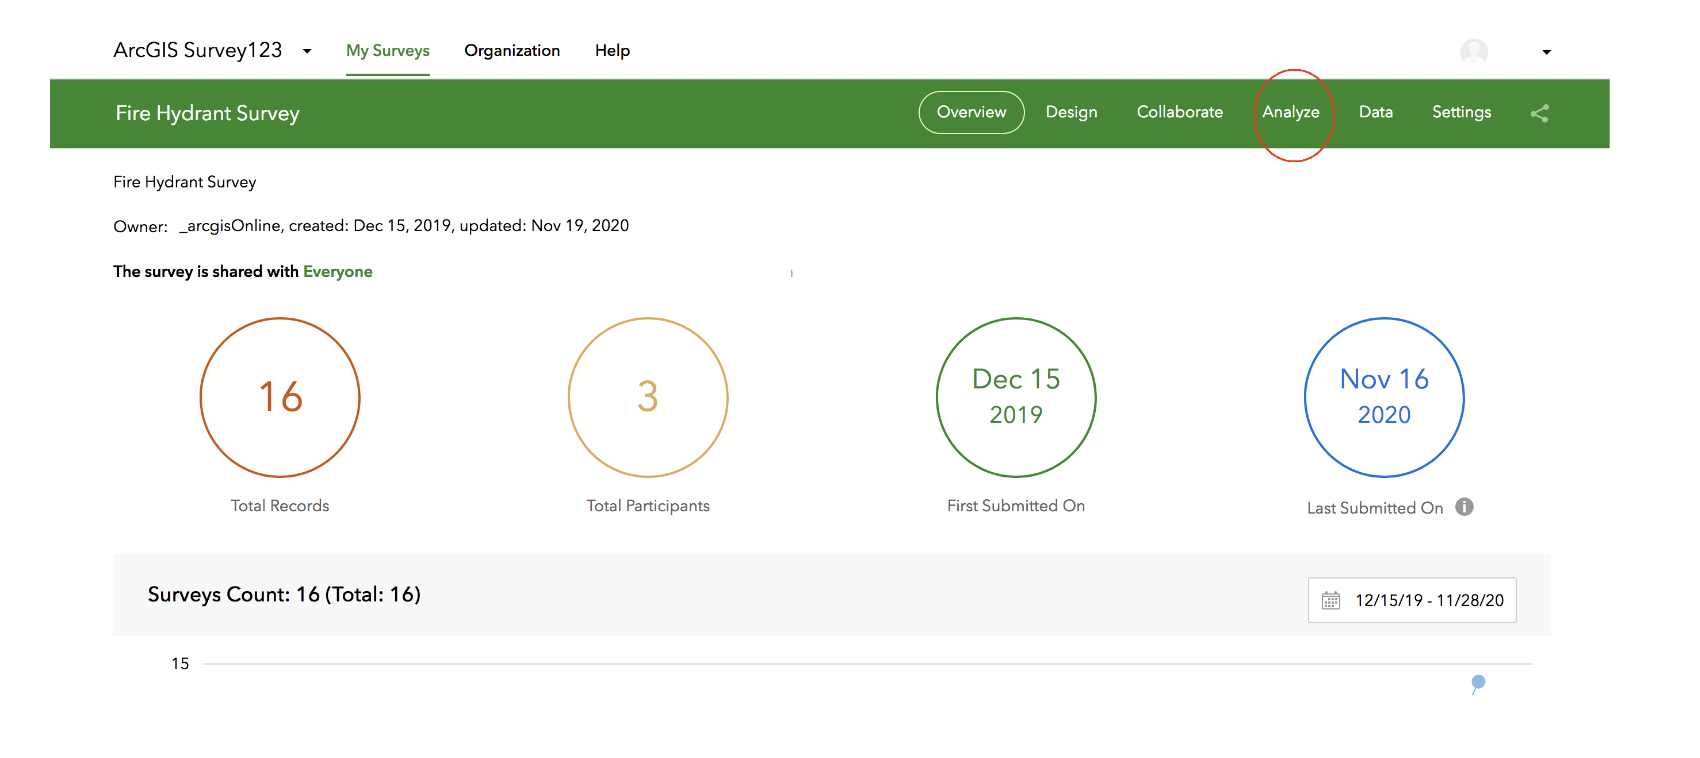 ArcGIS Survey123 My Surveys Organization Help
Fire Hydrant Survey Overview Design Collaborate Analyze Data Settings
Fire Hydrant Survey
Owner: _arcgisOnline, created: Dec 15, 2019, updated: Nov 19, 2020
The survey is shared with Everyone
16
Total Records
3
Total Participants
Dec 15
2019
First Submitted On
Nov 16
2020
Last Submitted On
Surveys Count: 16 (Total: 16)
12/15/19 - 11/28/20
15